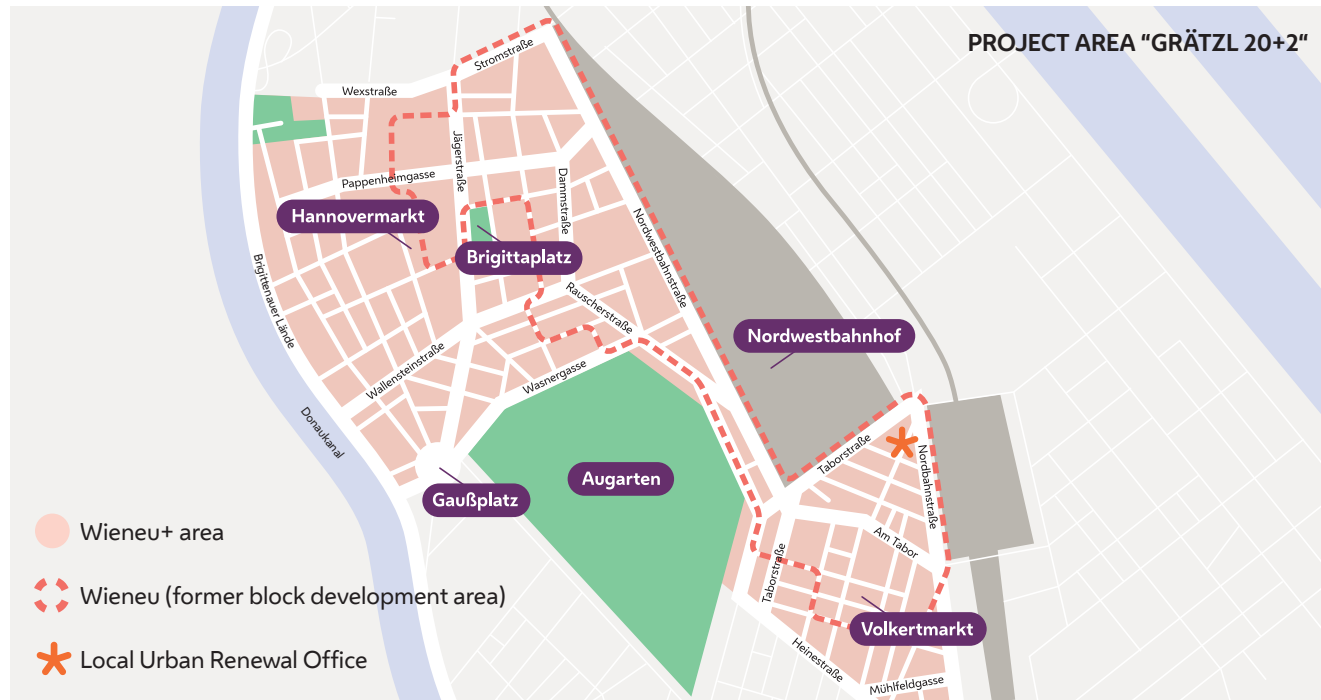 PROJECT AREA “GRÄTZL 20+2“
Stromstraße
Wexstraße
Jägerstraße
Pappenheimgasse
Dammstraße
Hannovermarkt
Brigittaplatz
Nordwestbahnstraße
Brigittenauer Lände
Rauscherstraße
Nordwestbahnhof
Wallensteinstraße
Wasnergasse
Donaukanal
Taborstraße
Nordbahnstraße
Augarten
Gaußplatz
Am Tabor
Taborstraße
Volkertmarkt
Heinestraße
Mühlfeldgasse
Wieneu+ area
Wieneu (former block development area)
Local Urban Renewal Office